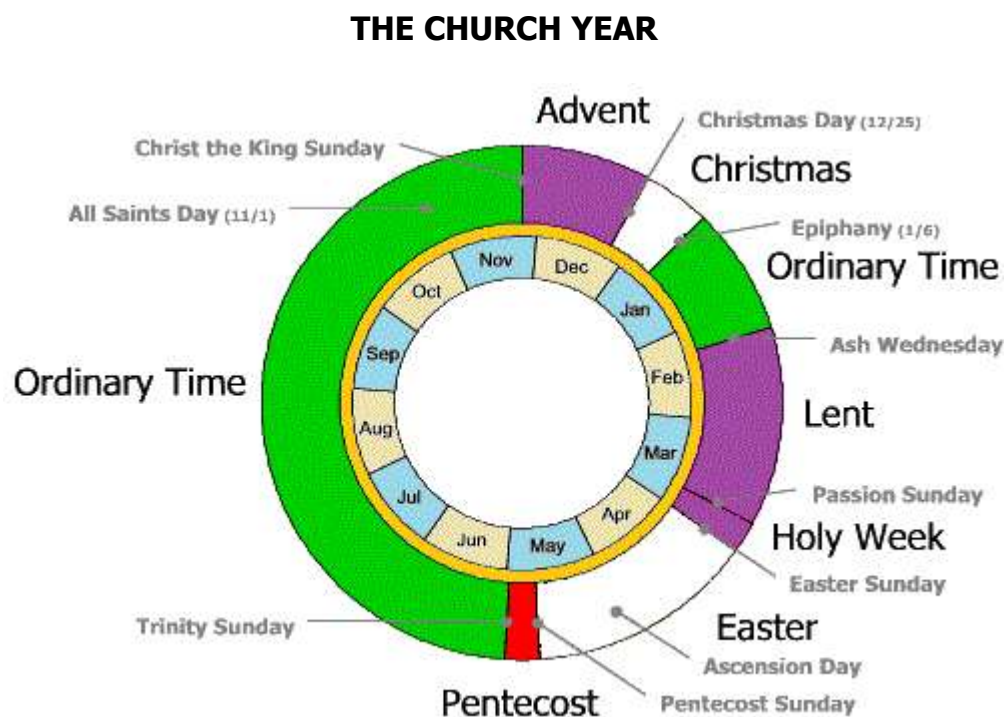 THE CHURCH YEAR
Advent
Christmas Day (12/25)
Christ the King Sunday
Christmas
All Saints Day (11/1)
Epiphany (1/6)
Ordinary Time
Nov
Dec
Oct
Jan
Ash Wednesday
Sep
Feb
Ordinary Time
Lent
Aug
Mar
Jul
Passion Sunday
Apr
Holy Week
Jun
May
Easter Sunday
Trinity Sunday
Easter
Ascension Day
Pentecost
Pentecost Sunday